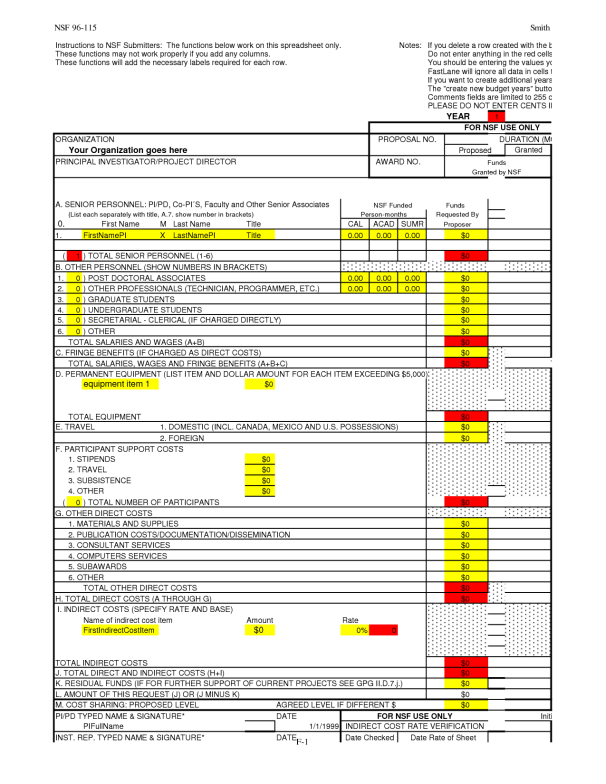 NSF 96-115 Smith
Instructions to NSF Submitters: The functions below work on this spreadsheet only.
These functions may not work properly if you add any columns.
These functions will add the necessary labels required for each row.
Notes: If you delete a row created with the b
Do not enter anything in the red cells
You should be entering the values yo
FastLane will ignore all data in cells t
If you want to create additional years
The "create new budget years" butto
Comments fields are limited to 255 c
PLEASE DO NOT ENTER CENTS I
YEAR 1
FOR NSF USE ONLY
ORGANIZATION PROPOSAL NO. DURATION (M
Your Organization goes here Proposed Granted
PRINCIPAL INVESTIGATOR/PROJECT DIRECTOR AWARD NO. Funds
Granted by NSF
A. SENIOR PERSONNEL: PI/PD, Co-PI'S, Faculty and Other Senior Associates NSF Funded Funds
(List each separately with title, A.7. show number in brackets) Person-months Requested By
0. First Name M Last Name Title CAL ACAD SUMR Proposer
1. FirstNamePI X LastNamePI Title 0.00 0.00 0.00 $0
( 1 ) TOTAL SENIOR PERSONNEL (1-6) $0
B. OTHER PERSONNEL (SHOW NUMBERS IN BRACKETS)
1. 0 ) POST DOCTORAL ASSOCIATES 0.00 0.00 0.00 $0
2. 0 ) OTHER PROFESSIONALS (TECHNICIAN, PROGRAMMER, ETC.) 0.00 0.00 0.00 $0
3. 0 ) GRADUATE STUDENTS $0
4. 0 ) UNDERGRADUATE STUDENTS $0
5. 0 ) SECRETARIAL - CLERICAL (IF CHARGED DIRECTLY) $0
6. 0 ) OTHER $0
TOTAL SALARIES AND WAGES (A+B) $0
C. FRINGE BENEFITS (IF CHARGED AS DIRECT COSTS) $0
TOTAL SALARIES, WAGES AND FRINGE BENEFITS (A+B+C) $0
D. PERMANENT EQUIPMENT (LIST ITEM AND DOLLAR AMOUNT FOR EACH ITEM EXCEEDING $5,000)
equipment item 1 $0
TOTAL EQUIPMENT $0
E. TRAVEL 1. DOMESTIC (INCL. CANADA, MEXICO AND U.S. POSSESSIONS) $0
2. FOREIGN $0
F. PARTICIPANT SUPPORT COSTS
1. STIPENDS $0
2. TRAVEL $0
3. SUBSISTENCE $0
4. OTHER $0
( 0 ) TOTAL NUMBER OF PARTICIPANTS $0
G. OTHER DIRECT COSTS
1. MATERIALS AND SUPPLIES $0
2. PUBLICATION COSTS/DOCUMENTATION/DISSEMINATION $0
3. CONSULTANT SERVICES $0
4. COMPUTERS SERVICES $0
5. SUBAWARDS $0
6. OTHER $0
TOTAL OTHER DIRECT COSTS $0
H. TOTAL DIRECT COSTS (A THROUGH G) $0
I. INDIRECT COSTS (SPECIFY RATE AND BASE)
Name of indirect cost item Amount Rate
FirstIndirectCostItem $0 0% 0
TOTAL INDIRECT COSTS $0
J. TOTAL DIRECT AND INDIRECT COSTS (H+I) $0
K. RESIDUAL FUNDS (IF FOR FURTHER SUPPORT OF CURRENT PROJECTS SEE GPG II.D.7.j.) $0
L. AMOUNT OF THIS REQUEST (J) OR (J MINUS K) $0
M. COST SHARING: PROPOSED LEVEL AGREED LEVEL IF DIFFERENT $ $0
PI/PD TYPED NAME & SIGNATURE* DATE FOR NSF USE ONLY Initi
PIFullName 1/1/1999 INDIRECT COST RATE VERIFICATION
INST. REP. TYPED NAME & SIGNATURE* DATE Date Checked Date Rate of Sheet
F-1